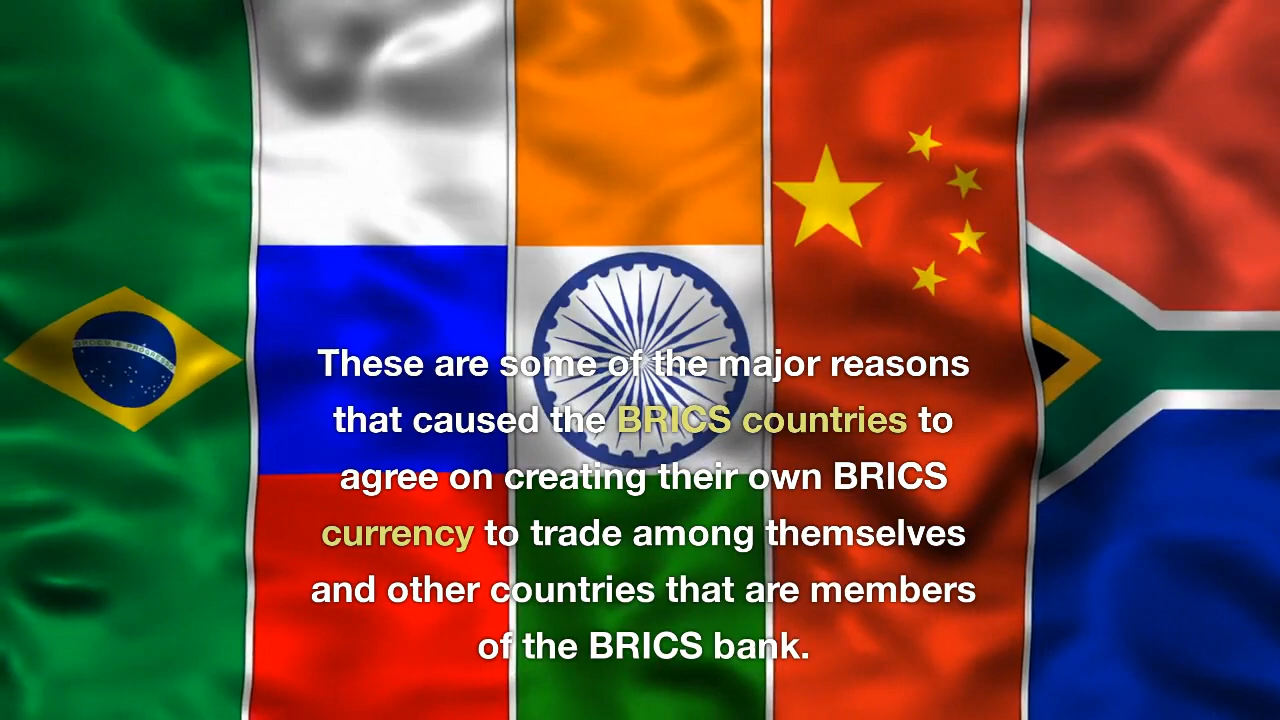 These are some of the major reasons
that caused the BRICS countries to
agree on creating their own BRICS
currency to trade among themselves
and other countries that are members
of the BRICS bank.